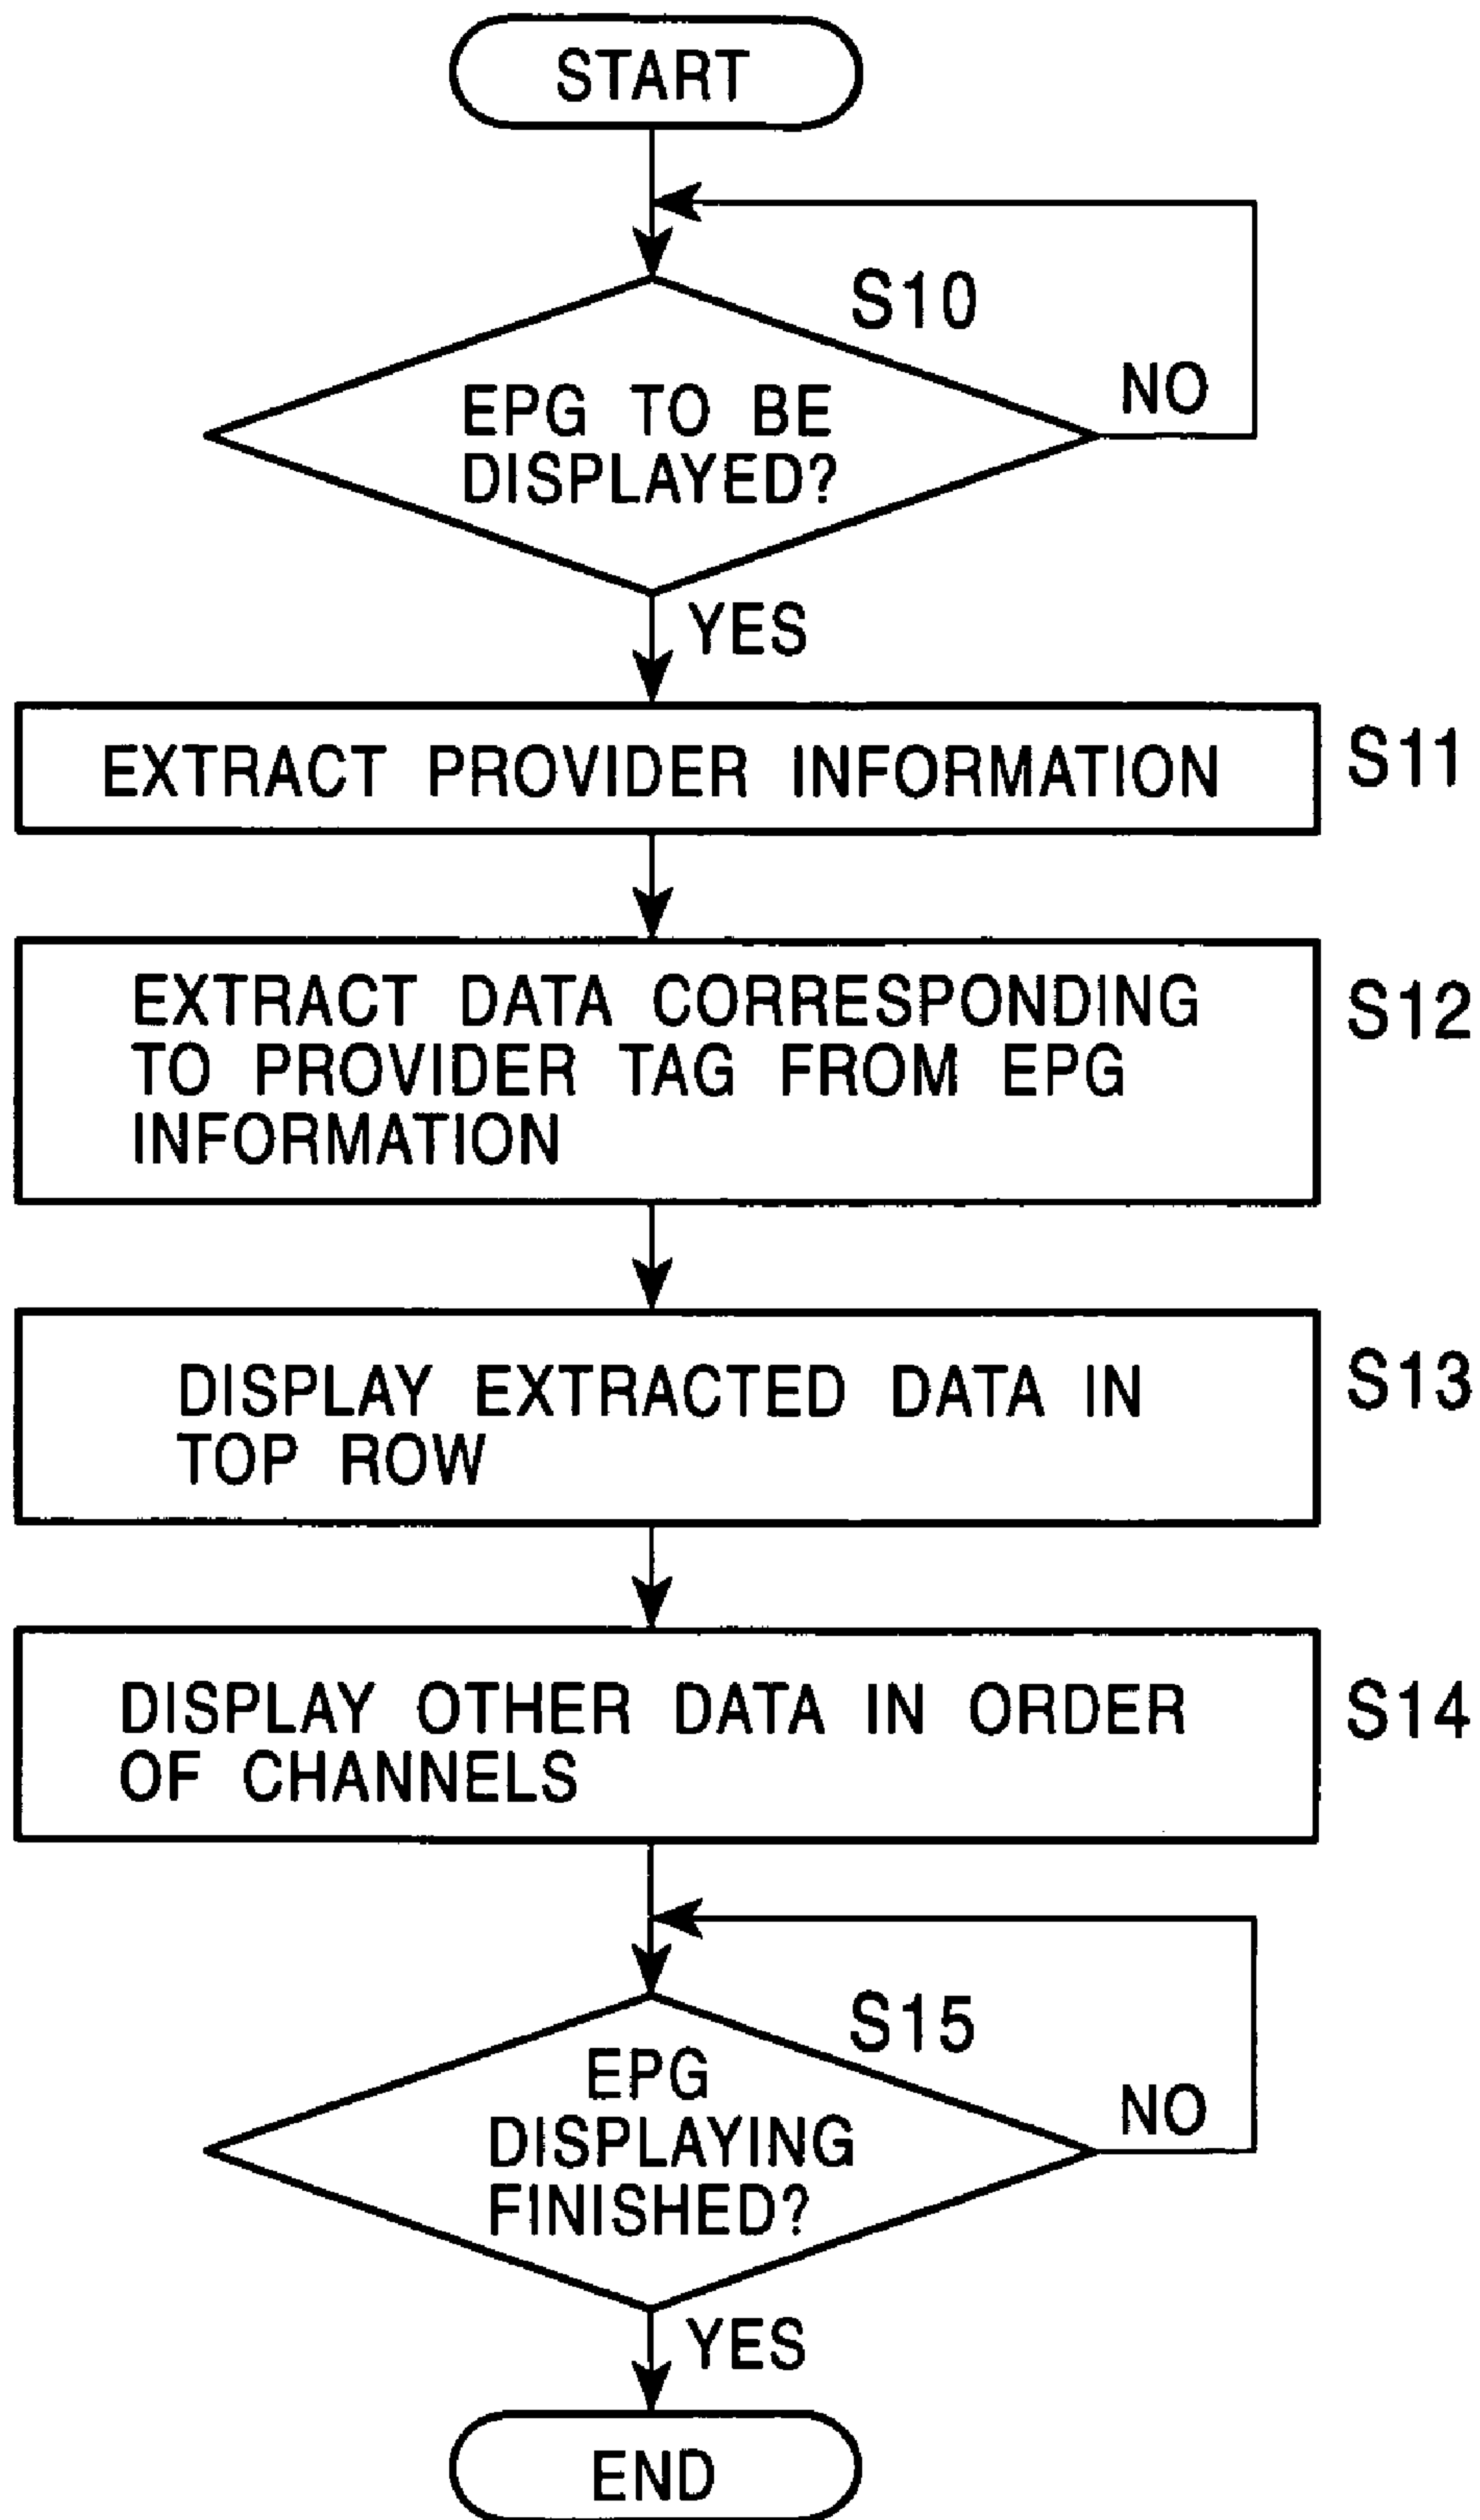 START
S10
NO
EPG TO BE
DISPLAYED?
YES
EXTRACT PROVIDER INFORMATION
S11
EXTRACT DATA CORRESPONDING
TO PROVIDER TAG FROM EPG
INFORMATION
S12
DISPLAY EXTRACTED DATA IN
TOP ROW
S13
DISPLAY OTHER DATA IN ORDER
OF CHANNELS
S14
S15
EPG
DISPLAYING
FINISHED?
NO
YES
END